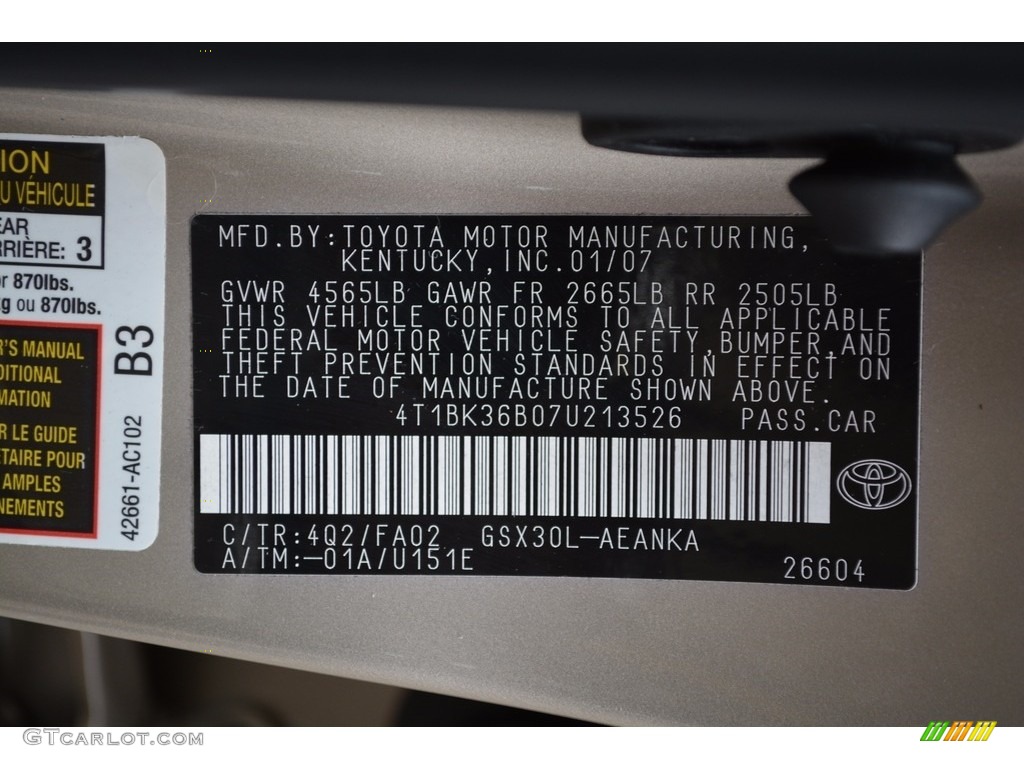 ION
U VÉHICULE
EAR
RRIÈRE: 3
or 870lbs.
kg ou 870lbs.
R'S MANUAL
DITIONAL
MATION
R LE GUIDE
ETAIRE POUR
AMPLES
NEMENTS
B3
42661-AC102
MFD.BY:TOYOTA MOTOR MANUFACTURING,
KENTUCKY,INC.01/07
GVWR 4565LB GAWR FR 2665LB RR 2505LB
THIS VEHICLE CONFORMS TO ALL APPLICABLE
FEDERAL MOTOR VEHICLE SAFETY,BUMPER,AND
THEFT PREVENTION STANDARDS IN EFFECT ON
THE DATE OF MANUFACTURE SHOWN ABOVE.
4T1BK36B07U213526 PASS.CAR
C/TR:4Q2/FA02 GSX30L-AEANKA
A/TM:-01A/U151E
26604
GTCARLOT.COM